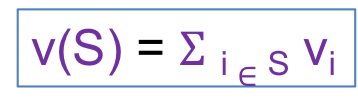 v(S) = Σ i ∈ S vi